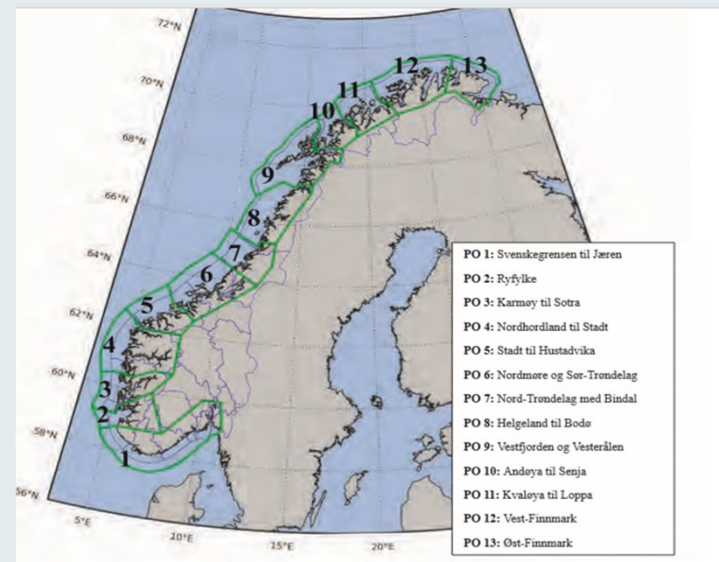 72°N
70°N
68°N
66°N
64°N
62°N
60°N
58°N
56°N
5°E
10°E
15°E
20°E
13
12
11
10
9
8
7
6
5
4
3
2
1
PO 1: Svenskegrensen til Jæren
PO 2: Ryfylke
PO 3: Karmøy til Sotra
PO 4: Nordhordland til Stadt
PO 5: Stadt til Hustadvika
PO 6: Nordmøre og Sør-Trøndelag
PO 7: Nord-Trøndelag med Bindal
PO 8: Helgeland til Bodø
PO 9: Vestfjorden og Vesterålen
PO 10: Andøya til Senja
PO 11: Kvaløya til Loppa
PO 12: Vest-Finnmark
PO 13: Øst-Finnmark